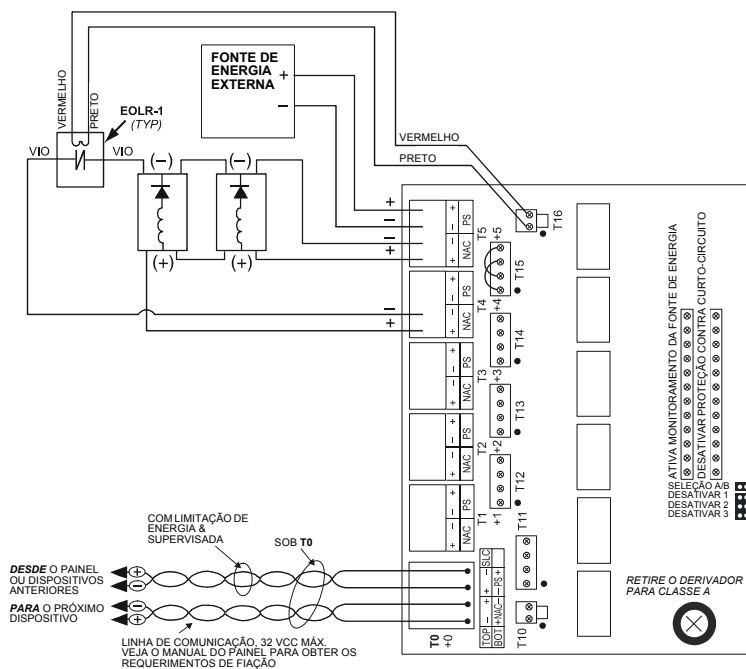 VERMELHO
PRETO
EOLR-1
(TYP)
VIO
VIO
FONTE DE
ENERGIA
EXTERNA
+
−
VERMELHO
PRETO
(−)
(−)
(+)
(+)
+
−
−
+
−
+
+ − − +
PS
NAC
T5
+5
T16
T15
+ − − +
PS
NAC
T4
+4
T14
+ − − +
PS
NAC
T3
+3
T13
+ − − +
PS
NAC
T2
+2
T12
+ − − +
PS
NAC
T1
+1
T11
ATIVA MONITORAMENTO DA FONTE DE ENERGIA
DESATIVAR PROTEÇÃO CONTRA CURTO-CIRCUITO
SELEÇÃO A/B
DESATIVAR 1
DESATIVAR 2
DESATIVAR 3
COM LIMITAÇÃO DE
ENERGIA &
SUPERVISADA
SOB T0
DESDE O PAINEL
OU DISPOSITIVOS
ANTERIORES
+
−
PARA O PRÓXIMO
DISPOSITIVO
−
+
LINHA DE COMUNICAÇÃO, 32 VCC MÁX.
VEJA O MANUAL DO PAINEL PARA OBTER OS
REQUERIMENTOS DE FIAÇÃO
T0
+0
TOP − + + − SLC
BOT +NAC− −PS+
T10
RETIRE O DERIVADOR
PARA CLASSE A